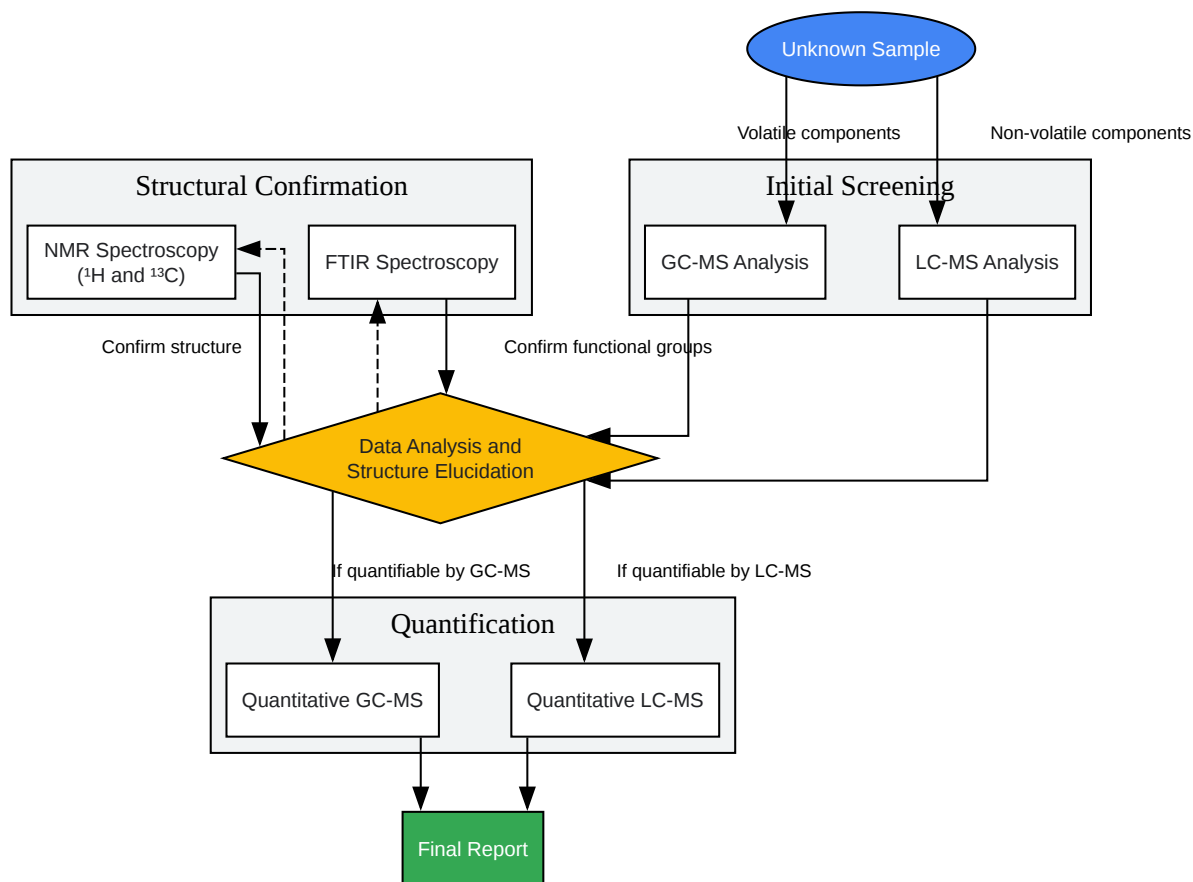 Unknown Sample
Volatile components
Non-volatile components
Structural Confirmation
Initial Screening
NMR Spectroscopy
(¹H and ¹³C)
FTIR Spectroscopy
GC-MS Analysis
LC-MS Analysis
Confirm structure
Confirm functional groups
Data Analysis and
Structure Elucidation
If quantifiable by GC-MS
If quantifiable by LC-MS
Quantification
Quantitative GC-MS
Quantitative LC-MS
Final Report